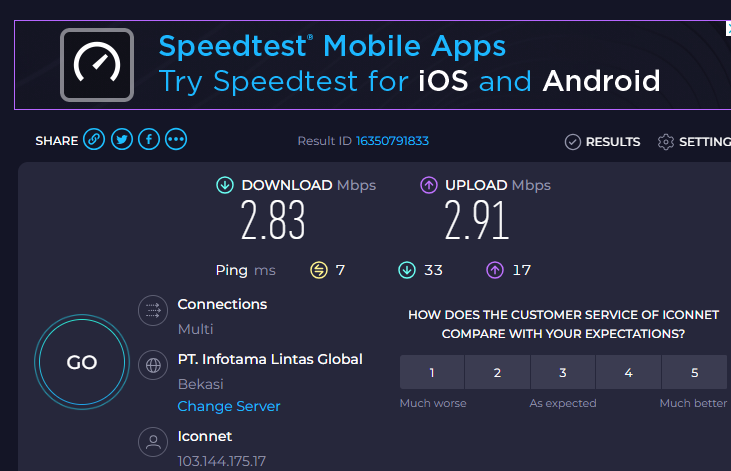 Speedtest® Mobile Apps
Try Speedtest for iOS and Android
SHARE
Result ID 16350791833
RESULTS
SETTING
DOWNLOAD Mbps
2.83
UPLOAD Mbps
2.91
Ping ms 7 33 17
GO
Connections
Multi
PT. Infotama Lintas Global
Bekasi
Change Server
Iconnet
103.144.175.17
HOW DOES THE CUSTOMER SERVICE OF ICONNET
COMPARE WITH YOUR EXPECTATIONS?
1 2 3 4 5
Much worse As expected Much better